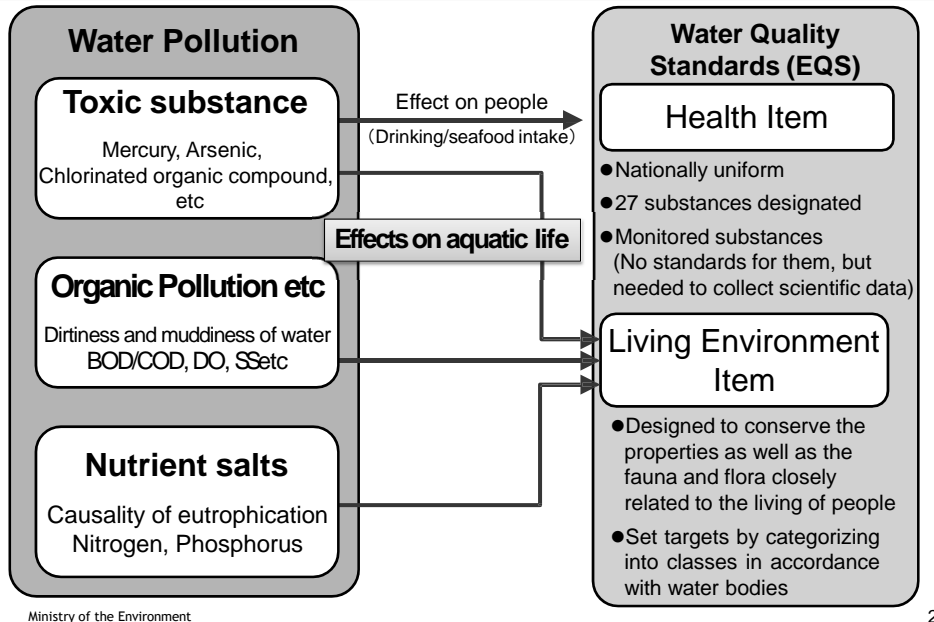 Water Pollution
Toxic substance
Mercury, Arsenic,
Chlorinated organic compound,
etc
Organic Pollution etc
Dirtiness and muddiness of water
BOD/COD, DO, SSetc
Nutrient salts
Causality of eutrophication
Nitrogen, Phosphorus
Effect on people
（Drinking/seafood intake）
Effects on aquatic life
Water Quality
Standards (EQS)
Health Item
●Nationally uniform
●27 substances designated
●Monitored substances
(No standards for them, but
needed to collect scientific data)
Living Environment
Item
●Designed to conserve the
properties as well as the
fauna and flora closely
related to the living of people
●Set targets by categorizing
into classes in accordance
with water bodies
Ministry of the Environment
2